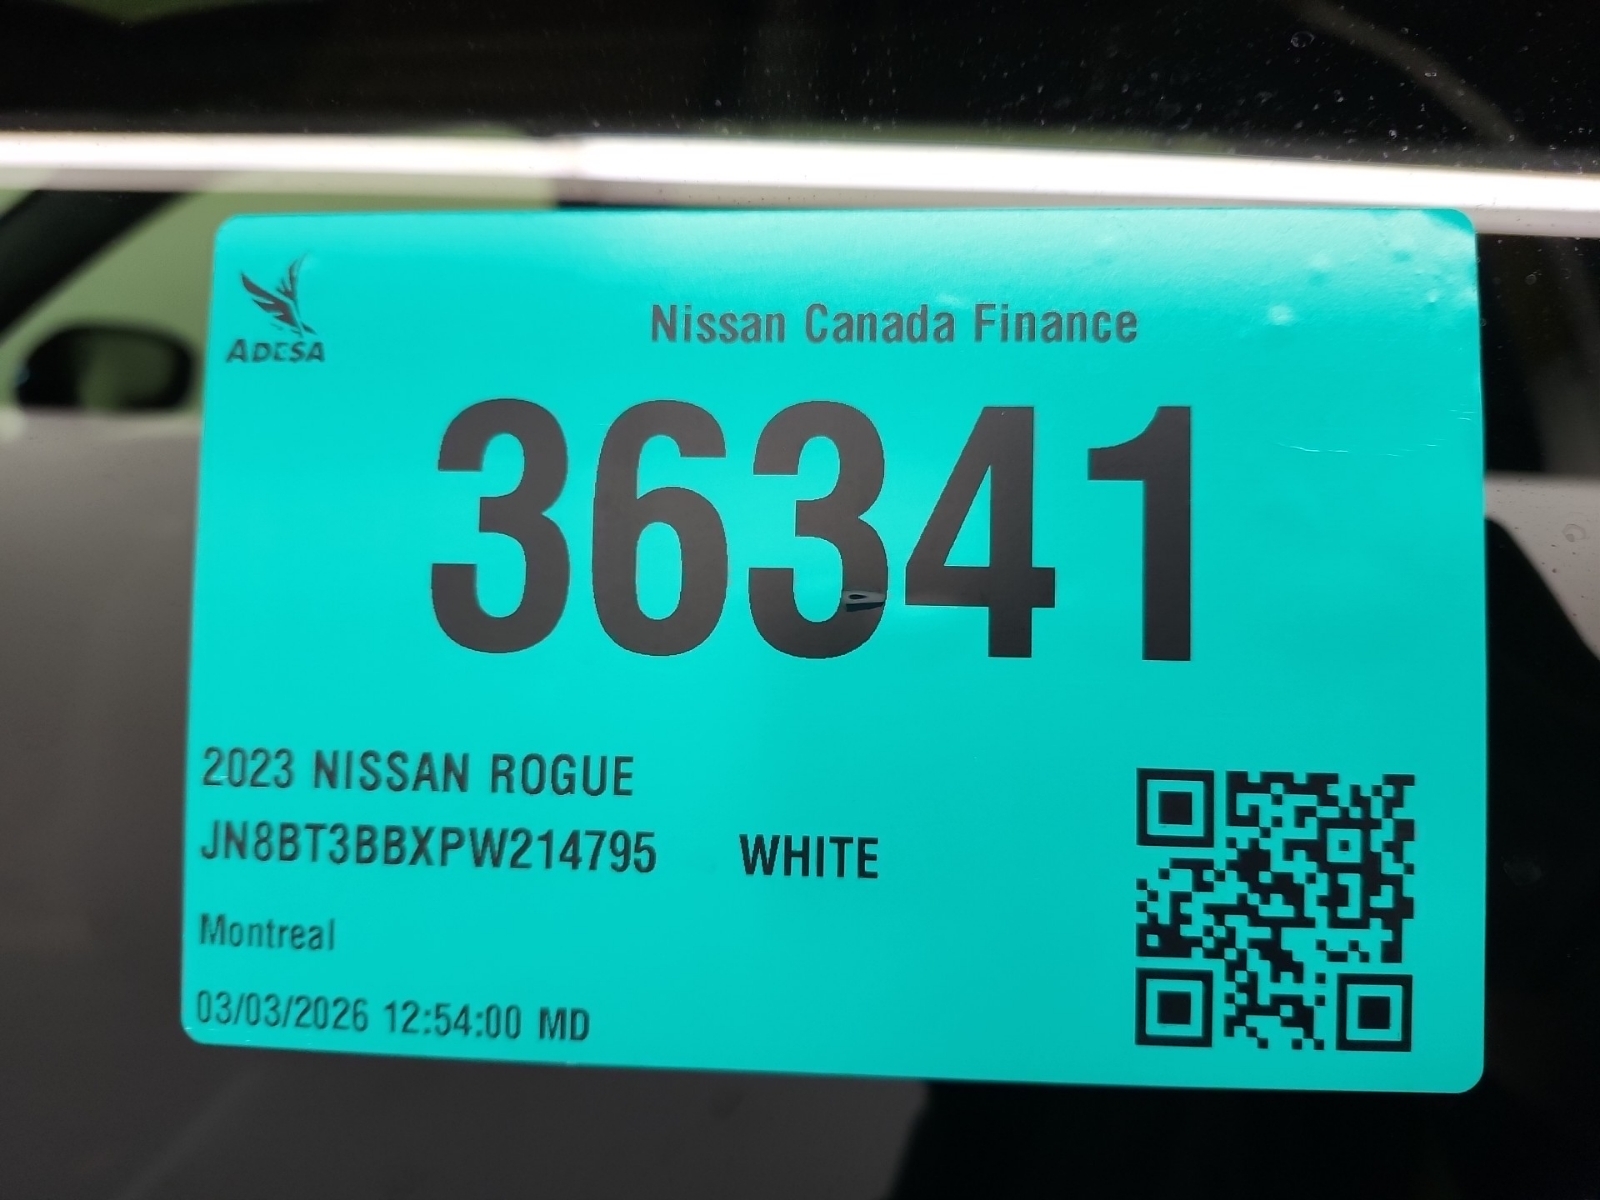 ADESA
Nissan Canada Finance
36341
2023 NISSAN ROGUE
JN8BT3BBXPW214795 WHITE
Montreal
03/03/2026 12:54:00 MD